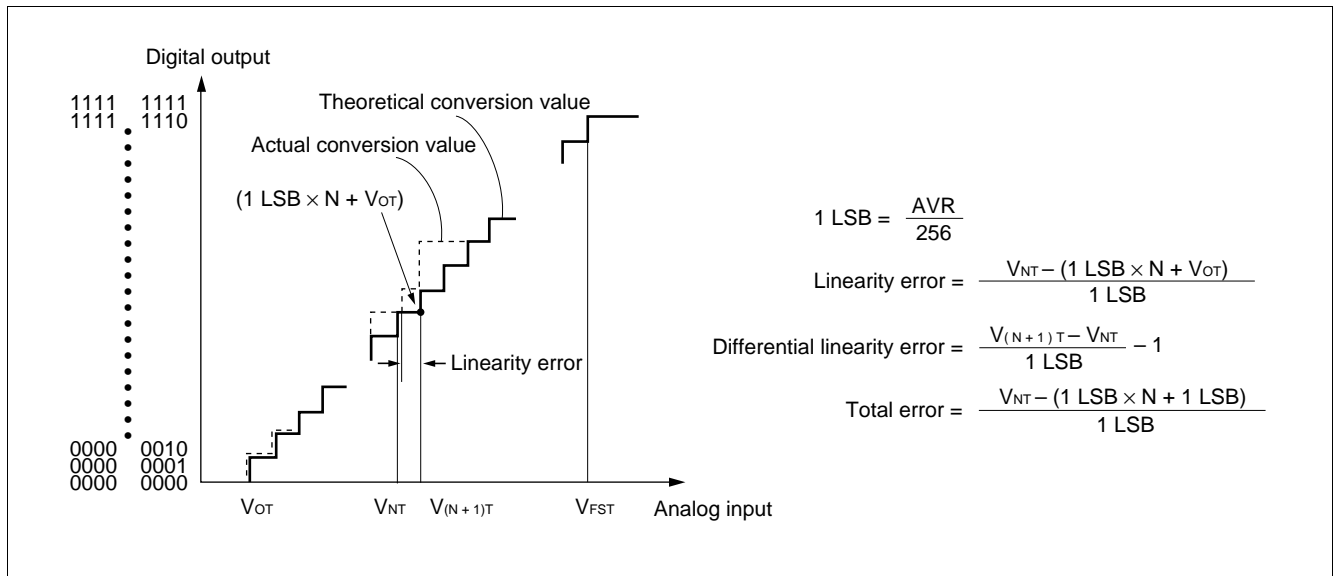 Digital output
1111 1111
1111 1110
0000 0010
0000 0001
0000 0000
Theoretical conversion value
Actual conversion value
(1 LSB × N + VOT)
Linearity error
VOT
VNT
V(N + 1)T
VFST
Analog input
1 LSB = AVR / 256
Linearity error = VNT – (1 LSB × N + VOT) / 1 LSB
Differential linearity error = V(N + 1)T – VNT / 1 LSB – 1
Total error = VNT – (1 LSB × N + 1 LSB) / 1 LSB